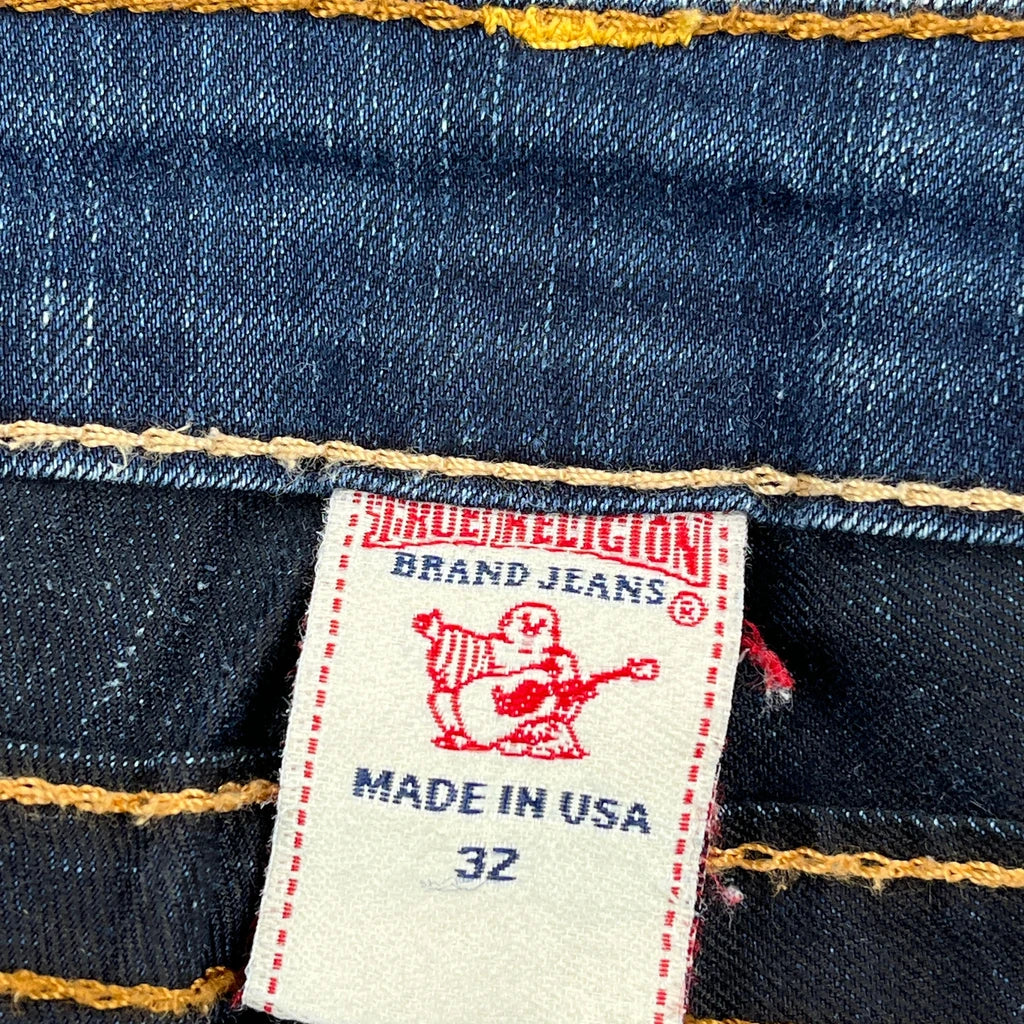 TRUE RELIGION
BRAND JEANS ®
MADE IN USA
32